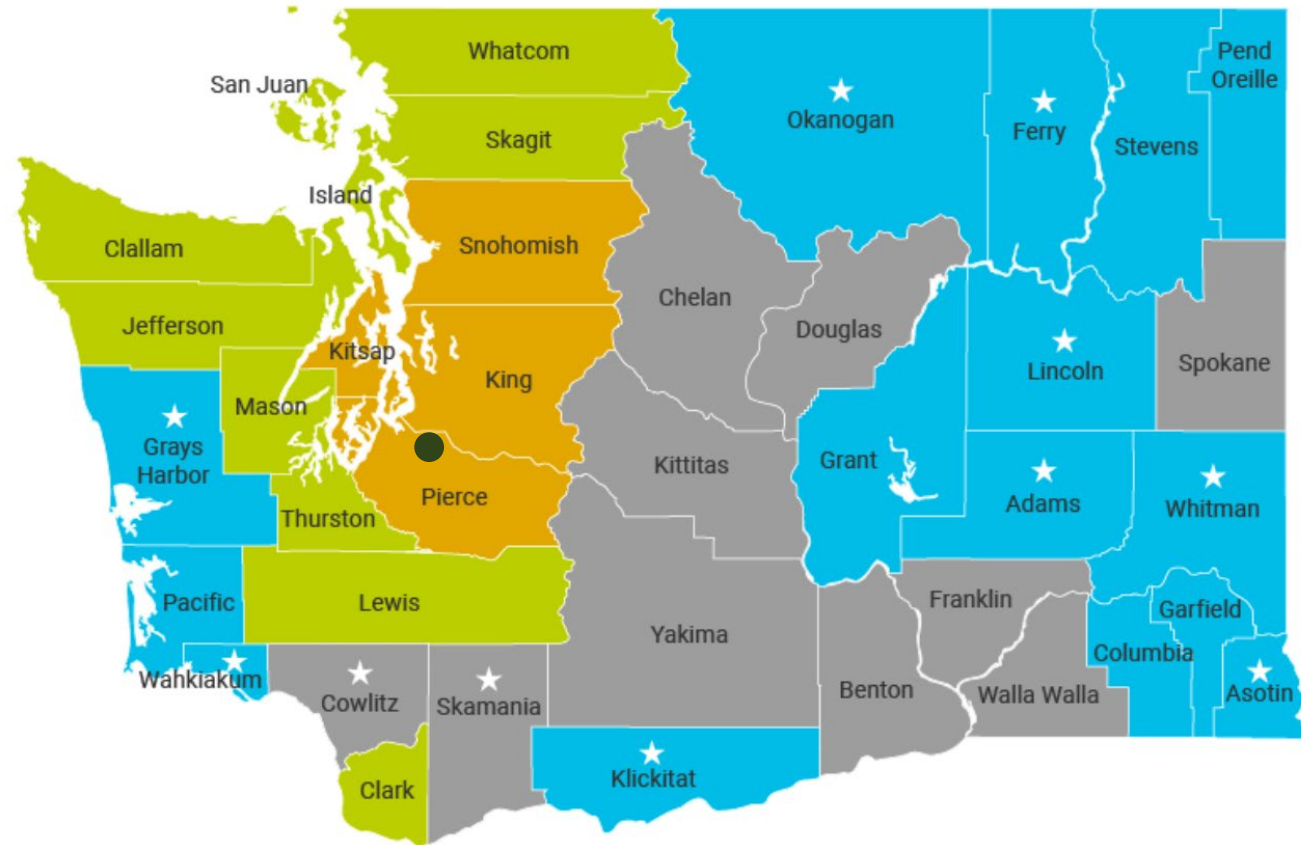 Whatcom
Pend
Oreille
San Juan
Okanogan
Ferry
Skagit
Stevens
Island
Snohomish
Clallam
Chelan
Jefferson
Douglas
Kitsap
King
Lincoln
Spokane
Mason
Grays
Harbor
Kittitas
Grant
Pierce
Adams
Whitman
Thurston
Pacific
Lewis
Franklin
Garfield
Yakima
Columbia
Wahkiakum
Cowlitz
Skamania
Benton
Walla Walla
Asotin
Klickitat
Clark